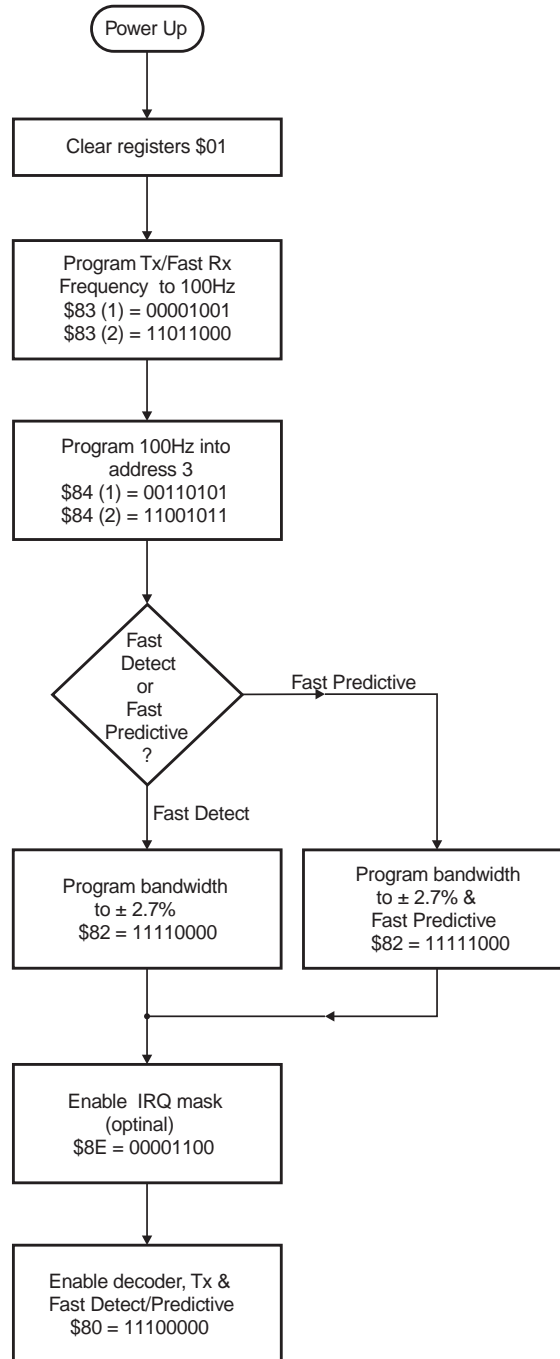 Power Up
Clear registers $01
Program Tx/Fast Rx
Frequency to 100Hz
$83 (1) = 00001001
$83 (2) = 11011000
Program 100Hz into
address 3
$84 (1) = 00110101
$84 (2) = 11001011
Fast
Detect
or
Fast
Predictive
?
Fast Predictive
Fast Detect
Program bandwidth
to ± 2.7%
$82 = 11110000
Program bandwidth
to ± 2.7% &
Fast Predictive
$82 = 11111000
Enable IRQ mask
(optinal)
$8E = 00001100
Enable decoder, Tx &
Fast Detect/Predictive
$80 = 11100000